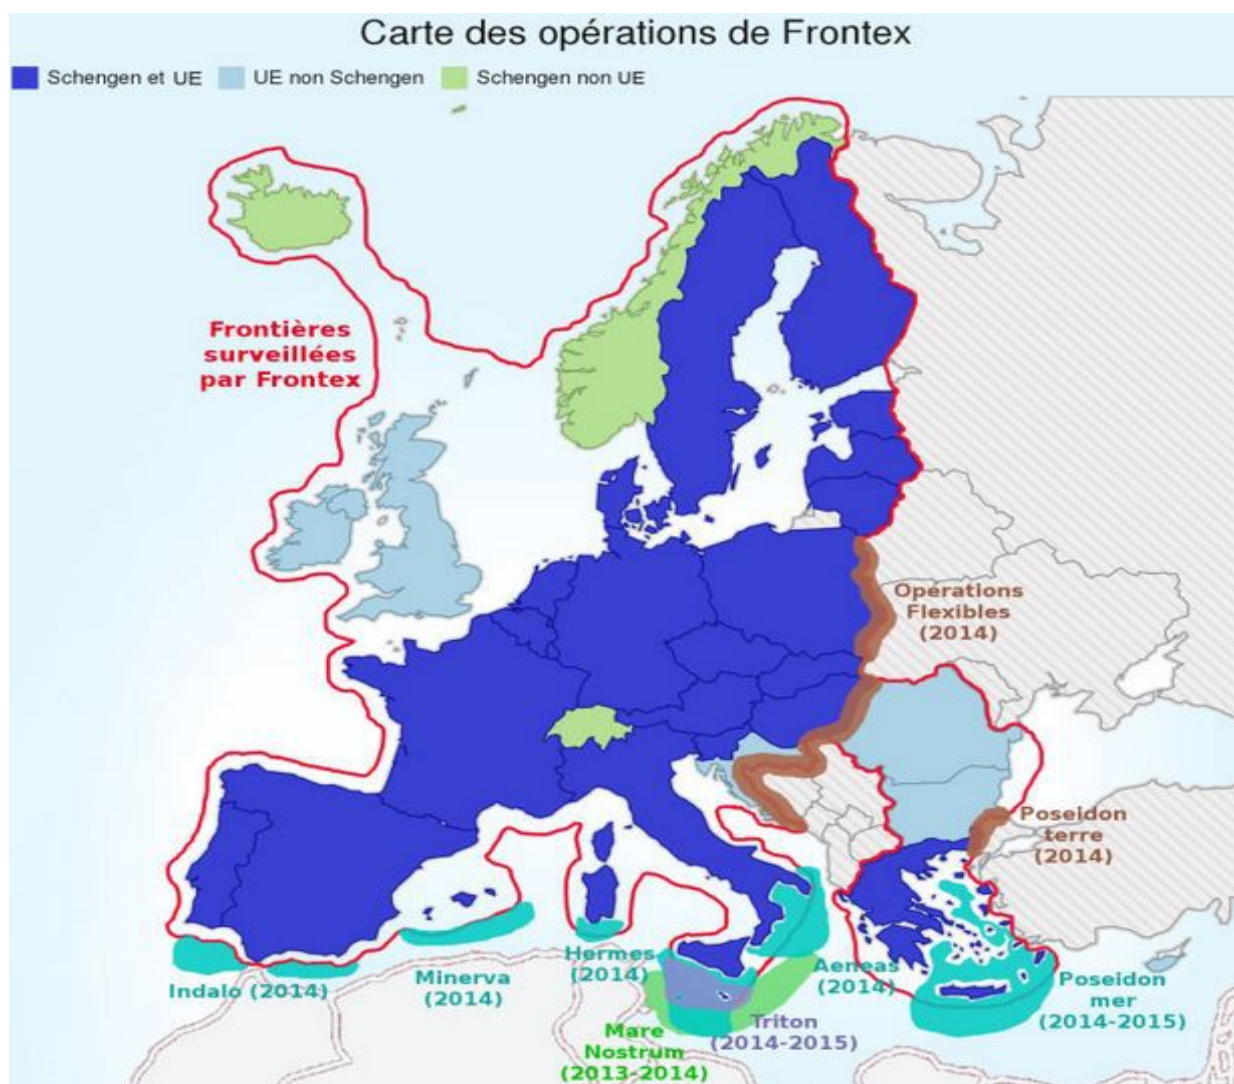 Carte des opérations de Frontex
Schengen et UE
UE non Schengen
Schengen non UE
Frontières
surveillées
par Frontex
Opérations
Flexibles
(2014)
Poseidon
terre
(2014)
Indalo (2014)
Minerva
(2014)
Hermes
(2014)
Aeneas
(2014)
Poseidon
mer
(2014-2015)
Triton
(2014-2015)
Mare
Nostrum
(2013-2014)